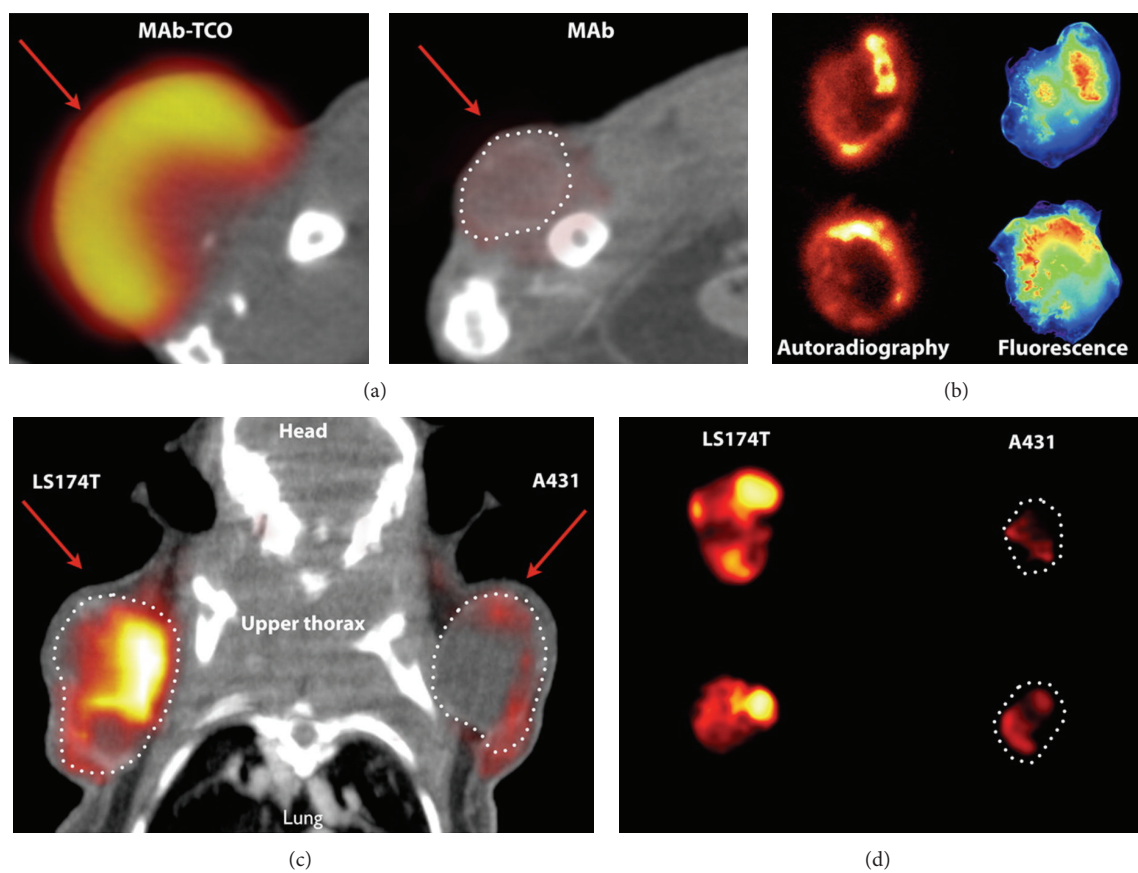 MAb-TCO
MAb
Autoradiography
Fluorescence
(a)
(b)
Head
LS174T
A431
Upper thorax
Lung
LS174T
A431
(c)
(d)